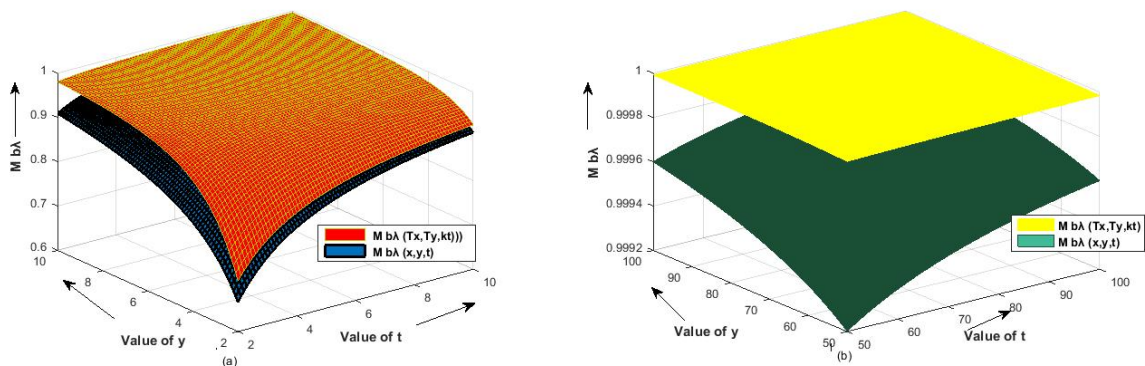 1
0.9
0.8
0.7
0.6
M bλ
10
8
6
4
2
Value of y
2
4
6
8
10
Value of t
M bλ (Tx,Ty,kt)))
M bλ (x,y,t)
(a)
1
0.9998
0.9996
0.9994
0.9992
M bλ
100
90
80
70
60
50
Value of y
50
60
70
80
90
100
Value of t
M bλ (Tx,Ty,kt)
M bλ (x,y,t)
(b)